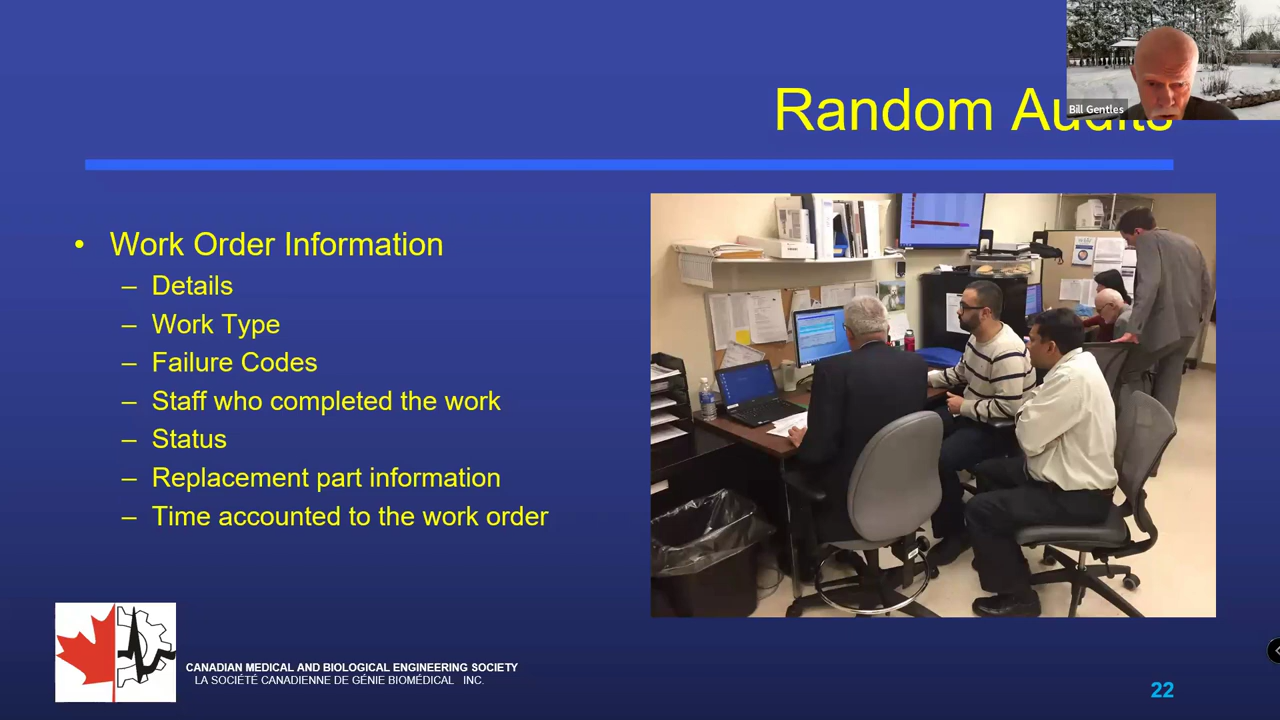 Random Audits
Bill Gentles
• Work Order Information
– Details
– Work Type
– Failure Codes
– Staff who completed the work
– Status
– Replacement part information
– Time accounted to the work order
CANADIAN MEDICAL AND BIOLOGICAL ENGINEERING SOCIETY
LA SOCIÉTÉ CANADIENNE DE GÉNIE BIOMÉDICAL INC.
22